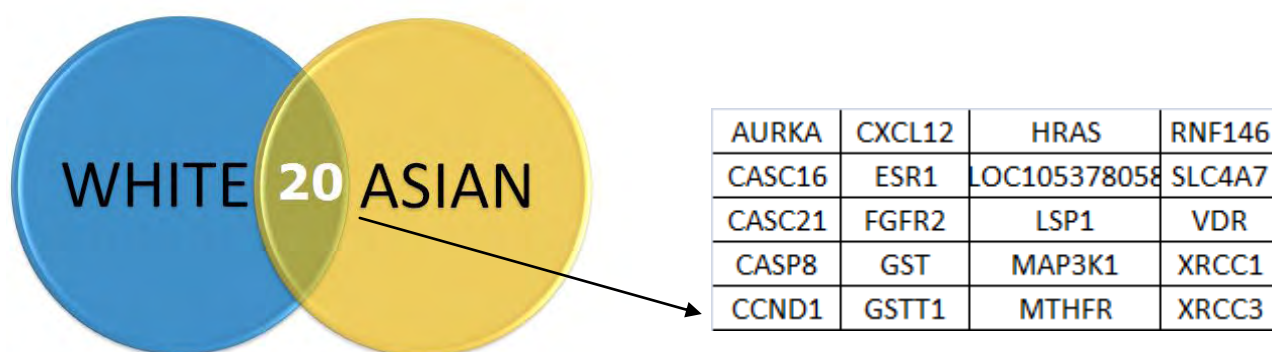 WHITE 20 ASIAN
AURKA CXCL12 HRAS RNF146
CASC16 ESR1 LOC105378058 SLC4A7
CASC21 FGFR2 LSP1 VDR
CASP8 GST MAP3K1 XRCC1
CCND1 GSTT1 MTHFR XRCC3